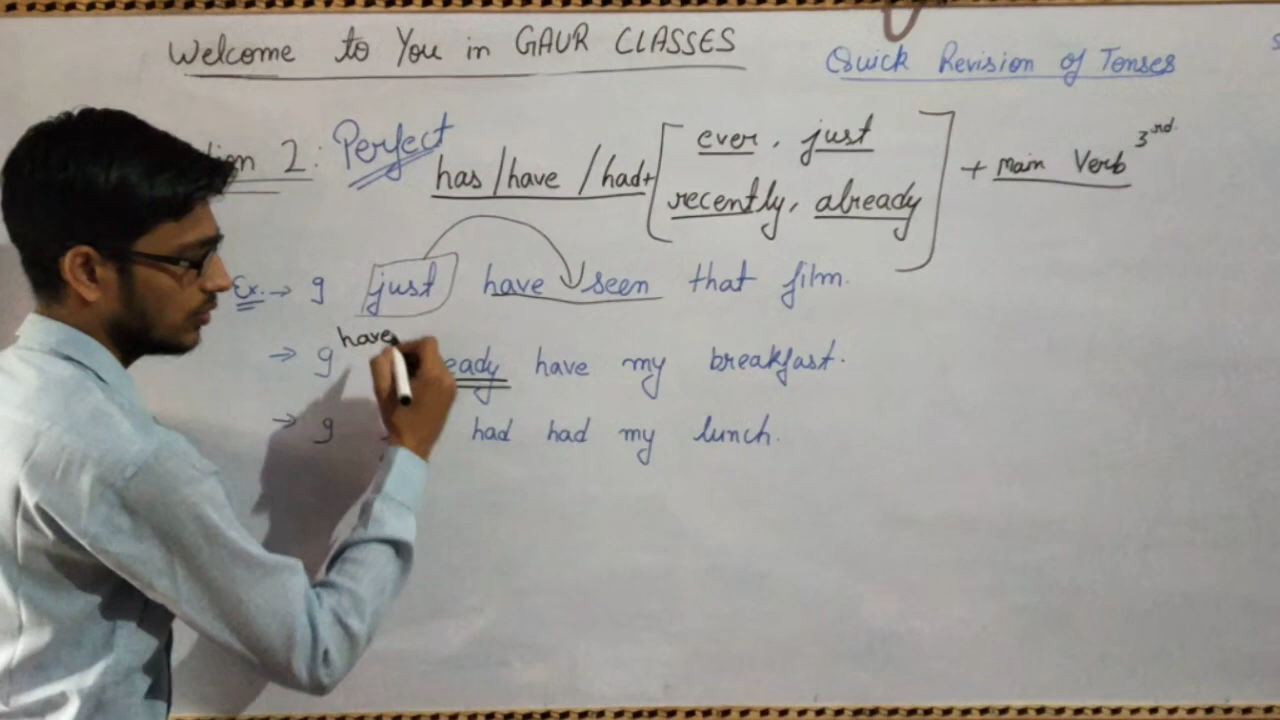 Welcome to You in GAUR CLASSES
Quick Revision of Tenses
2: Perfect
has/have/had+ [ever, just
recently, already] + Main Verb 3rd.
Ex. → I just have seen that film.
have
→ I have my breakfast.
→ I had had my lunch.